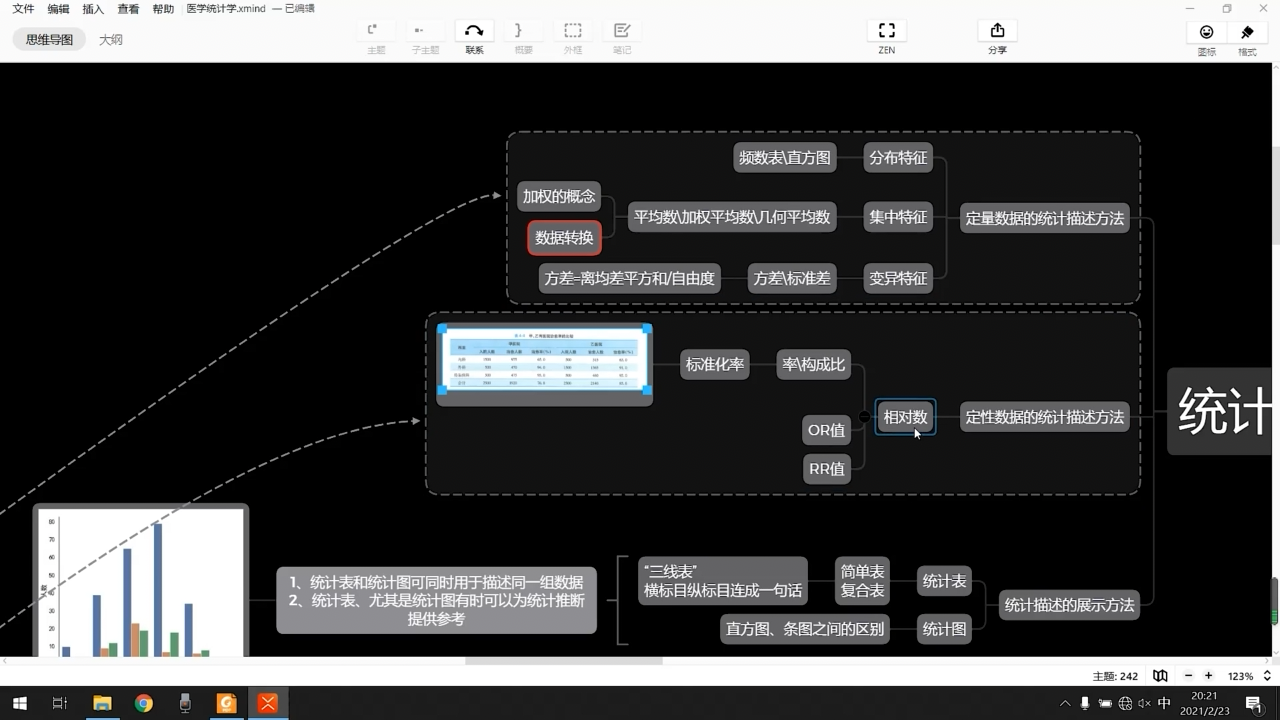 文件 编辑 插入 查看 帮助 医学统计学.xmind — 已编辑
思维导图 大纲
主题 子主题 联系 概要 外框 笔记 ZEN 分享 图标 格式
频数表\直方图 分布特征
加权的概念
数据转换
平均数\加权平均数\几何平均数 集中特征 定量数据的统计描述方法
方差=离均差平方和/自由度 方差\标准差 变异特征
标准化率 率\构成比
相对数 定性数据的统计描述方法
OR值
RR值
统计
1、统计表和统计图可同时用于描述同一组数据
2、统计表、尤其是统计图有时可以为统计推断
提供参考
“三线表”
横标目纵标目连成一句话
简单表
复合表
统计表
统计描述的展示方法
直方图、条图之间的区别 统计图
80
70
60
50
40
30
20
10
主题: 242 123%
中 20:21
2021/2/23
1